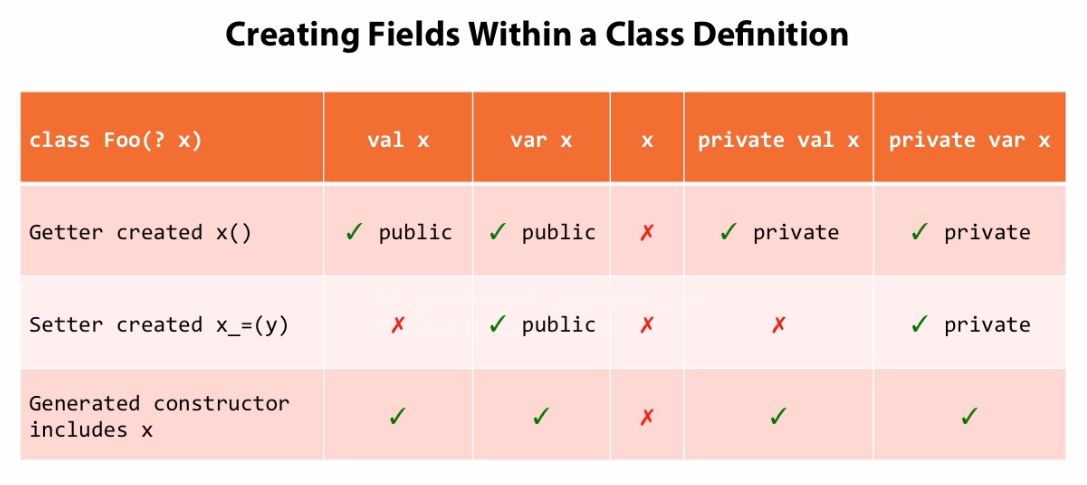 Creating Fields Within a Class Definition
class Foo(? x) val x var x x private val x private var x
Getter created x() ✓ public ✓ public ✗ ✓ private ✓ private
Setter created x_=(y) ✗ ✓ public ✗ ✗ ✓ private
Generated constructor
includes x ✓ ✓ ✗ ✓ ✓